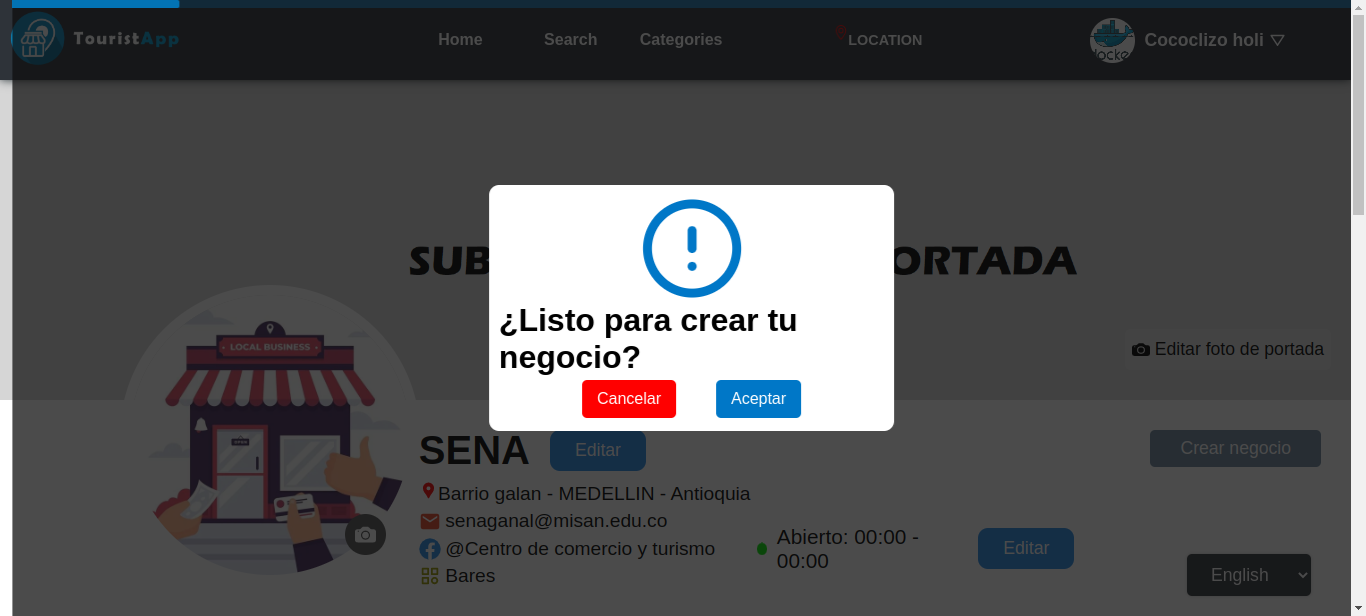 TouristApp
Home
Search
Categories
LOCATION
Cococlizo holi
SUB
ORTADA
¿Listo para crear tu
negocio?
Cancelar
Aceptar
LOCAL BUSINESS
Editar foto de portada
SENA
Editar
Crear negocio
Barrio galan - MEDELLIN - Antioquia
senaganal@misan.edu.co
@Centro de comercio y turismo
Abierto: 00:00 -
00:00
Editar
Bares
English